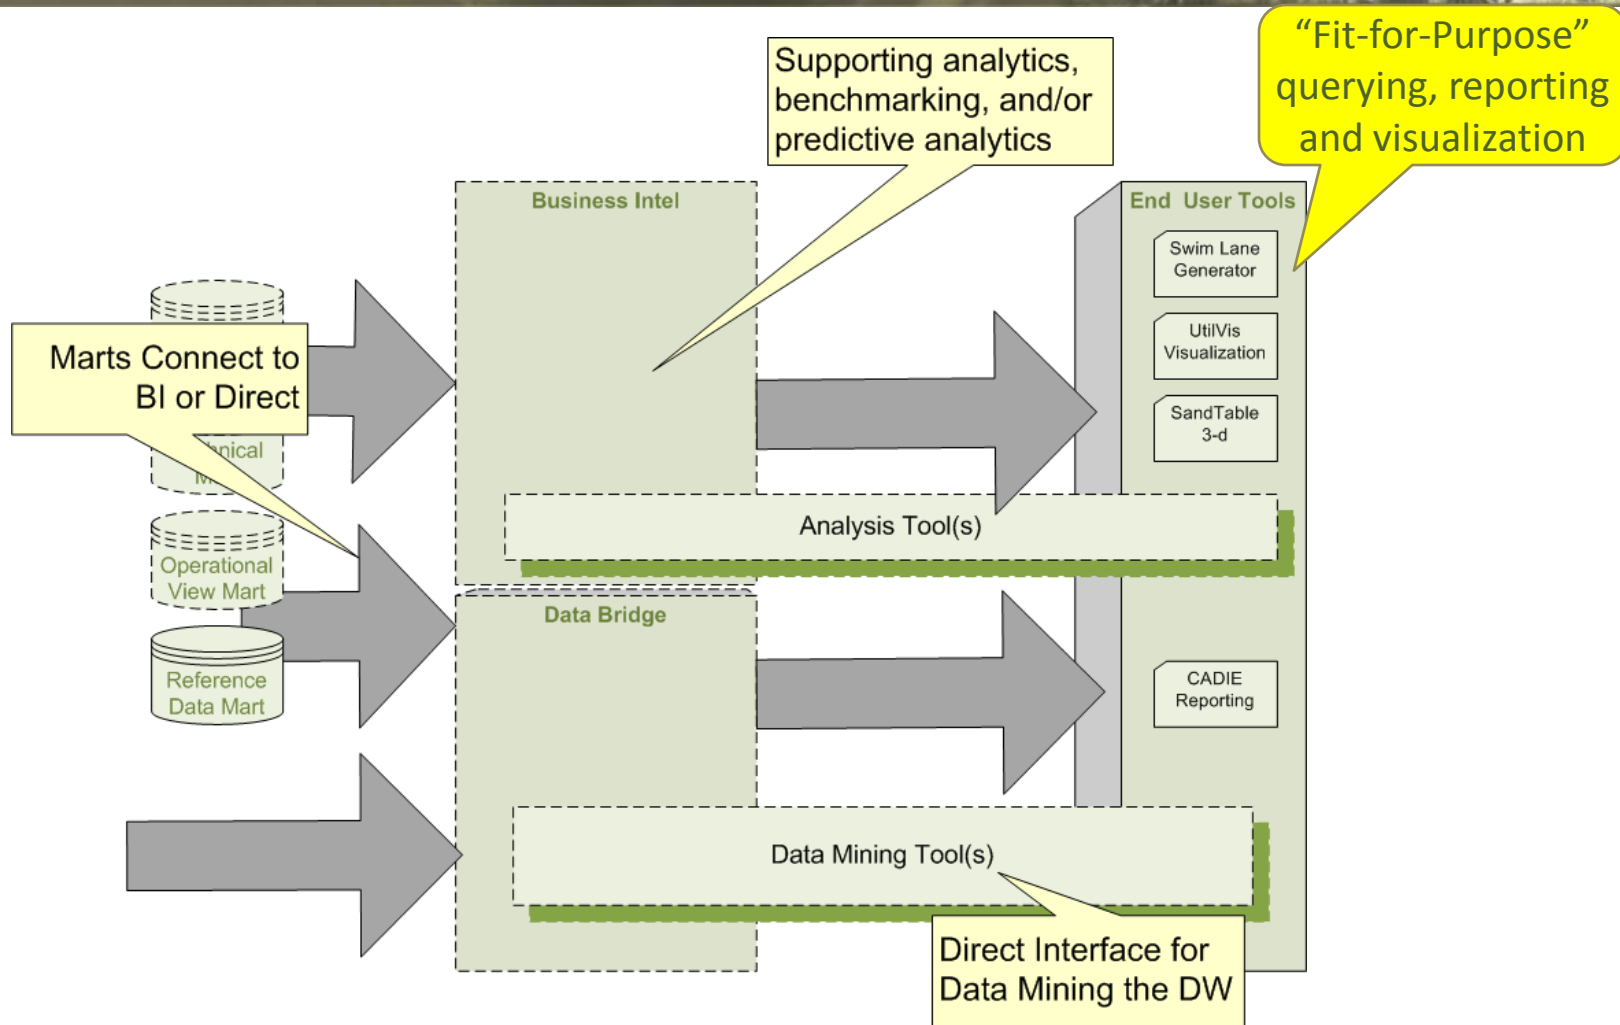 “Fit-for-Purpose”
querying, reporting
and visualization
Supporting analytics,
benchmarking, and/or
predictive analytics
Business Intel
End User Tools
Swim Lane
Generator
UtilVis
Visualization
SandTable
3-d
Marts Connect to
BI or Direct
Analysis Tool(s)
Operational
View Mart
Data Bridge
Reference
Data Mart
CADIE
Reporting
Data Mining Tool(s)
Direct Interface for
Data Mining the DW